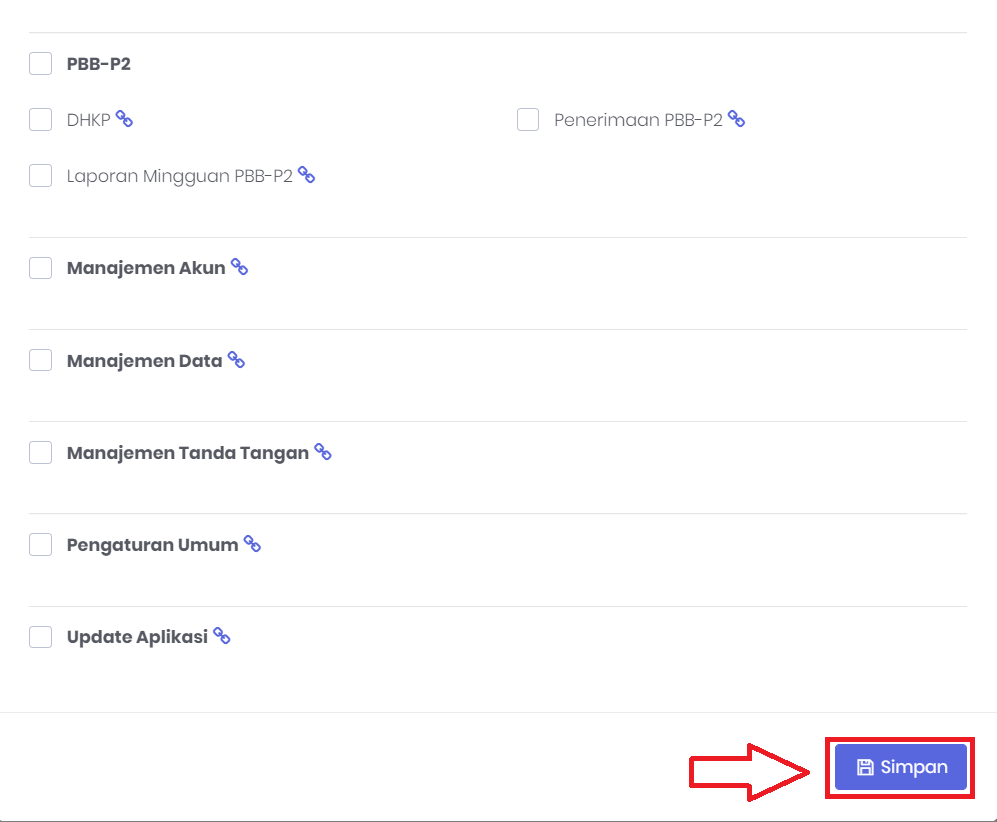 PBB-P2
DHKP
Penerimaan PBB-P2
Laporan Mingguan PBB-P2
Manajemen Akun
Manajemen Data
Manajemen Tanda Tangan
Pengaturan Umum
Update Aplikasi
Simpan